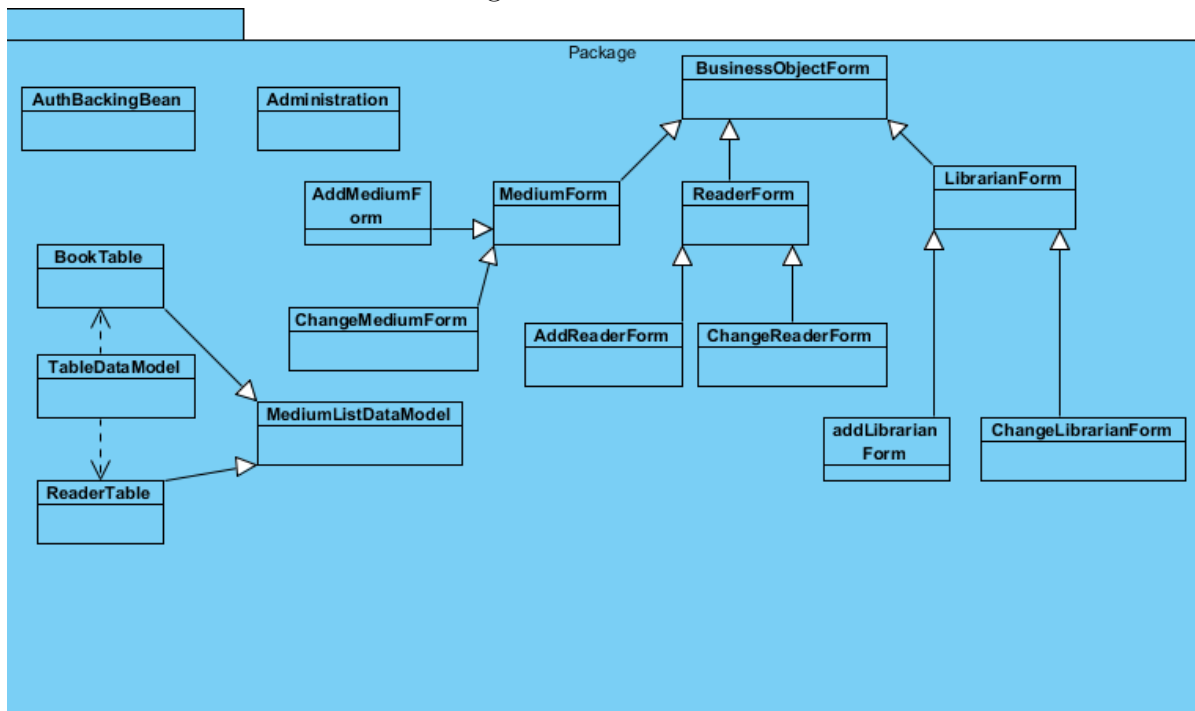 Package
BusinessObjectForm
AuthBackingBean
Administration
AddMediumF
orm
MediumForm
ReaderForm
LibrarianForm
BookTable
ChangeMediumForm
AddReaderForm
ChangeReaderForm
TableDataModel
MediumListDataModel
addLibrarian
Form
ChangeLibrarianForm
ReaderTable